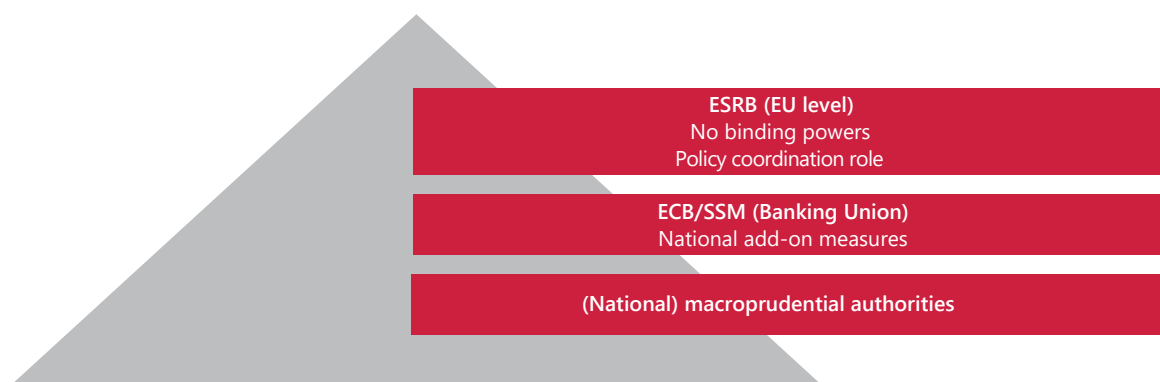 ESRB (EU level)
No binding powers
Policy coordination role
ECB/SSM (Banking Union)
National add-on measures
(National) macroprudential authorities